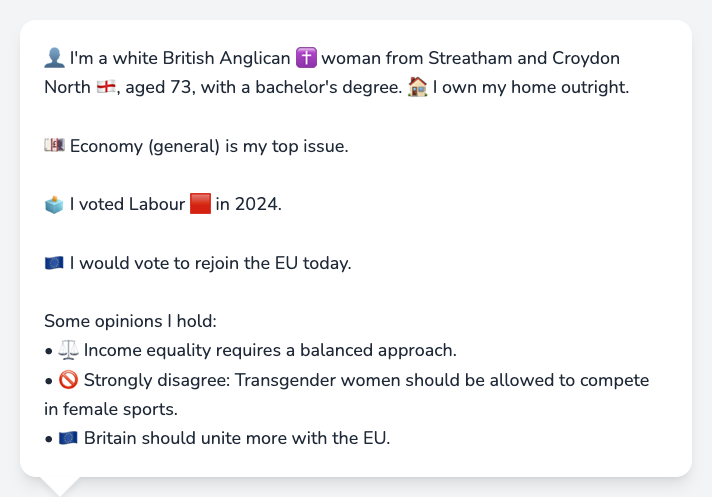 👤 I'm a white British Anglican ✝️ woman from Streatham and Croydon
North 🏴󠁧󠁢󠁥󠁮󠁧󠁿, aged 73, with a bachelor's degree. 🏠 I own my home outright.
💷 Economy (general) is my top issue.
🗳️ I voted Labour 🟥 in 2024.
🇪🇺 I would vote to rejoin the EU today.
Some opinions I hold:
• ⚖️ Income equality requires a balanced approach.
• 🚫 Strongly disagree: Transgender women should be allowed to compete
in female sports.
• 🇪🇺 Britain should unite more with the EU.